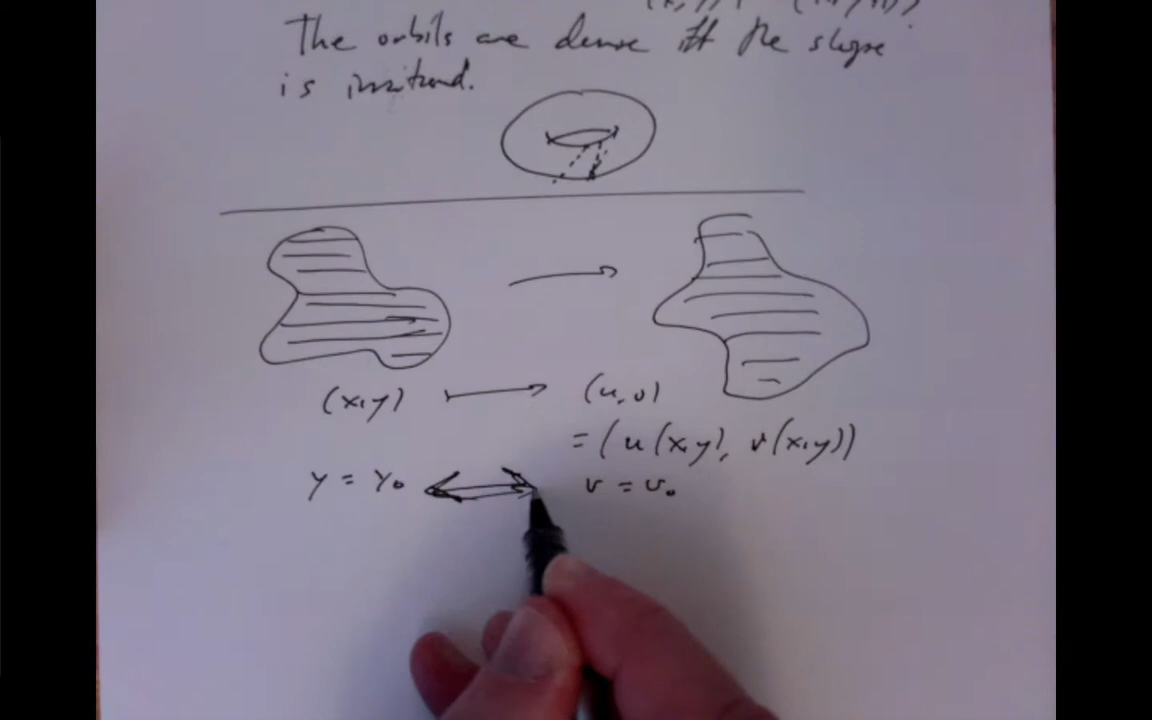 The orbits are dense iff the slope
is irrational.
(x,y) ⟼ (u,v)
= (u(x,y), v(x,y))
y = y₀ ⟺ v = v₀